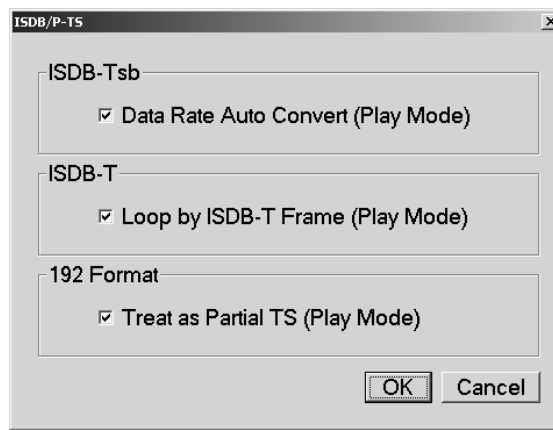 ISDB/P-TS
ISDB-Tsb
Data Rate Auto Convert (Play Mode)
ISDB-T
Loop by ISDB-T Frame (Play Mode)
192 Format
Treat as Partial TS (Play Mode)
OK Cancel